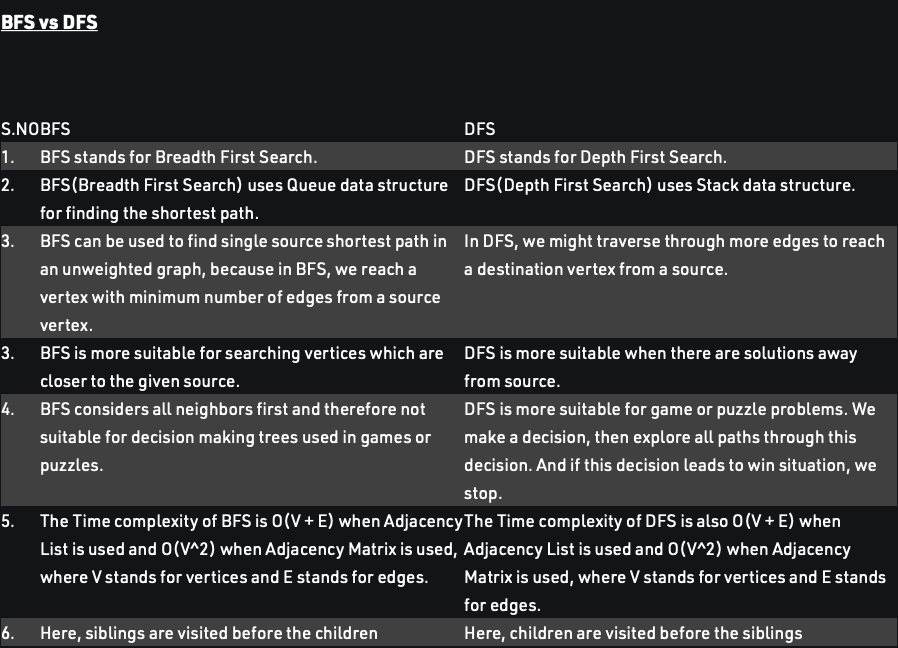 BFS vs DFS
S.NO BFS DFS
1. BFS stands for Breadth First Search. DFS stands for Depth First Search.
2. BFS(Breadth First Search) uses Queue data structure DFS(Depth First Search) uses Stack data structure.
for finding the shortest path.
3. BFS can be used to find single source shortest path in In DFS, we might traverse through more edges to reach
an unweighted graph, because in BFS, we reach a a destination vertex from a source.
vertex with minimum number of edges from a source
vertex.
3. BFS is more suitable for searching vertices which are DFS is more suitable when there are solutions away
closer to the given source. from source.
4. BFS considers all neighbors first and therefore not DFS is more suitable for game or puzzle problems. We
suitable for decision making trees used in games or make a decision, then explore all paths through this
puzzles. decision. And if this decision leads to win situation, we
stop.
5. The Time complexity of BFS is O(V + E) when Adjacency The Time complexity of DFS is also O(V + E) when
List is used and O(V^2) when Adjacency Matrix is used, Adjacency List is used and O(V^2) when Adjacency
where V stands for vertices and E stands for edges. Matrix is used, where V stands for vertices and E stands
for edges.
6. Here, siblings are visited before the children Here, children are visited before the siblings